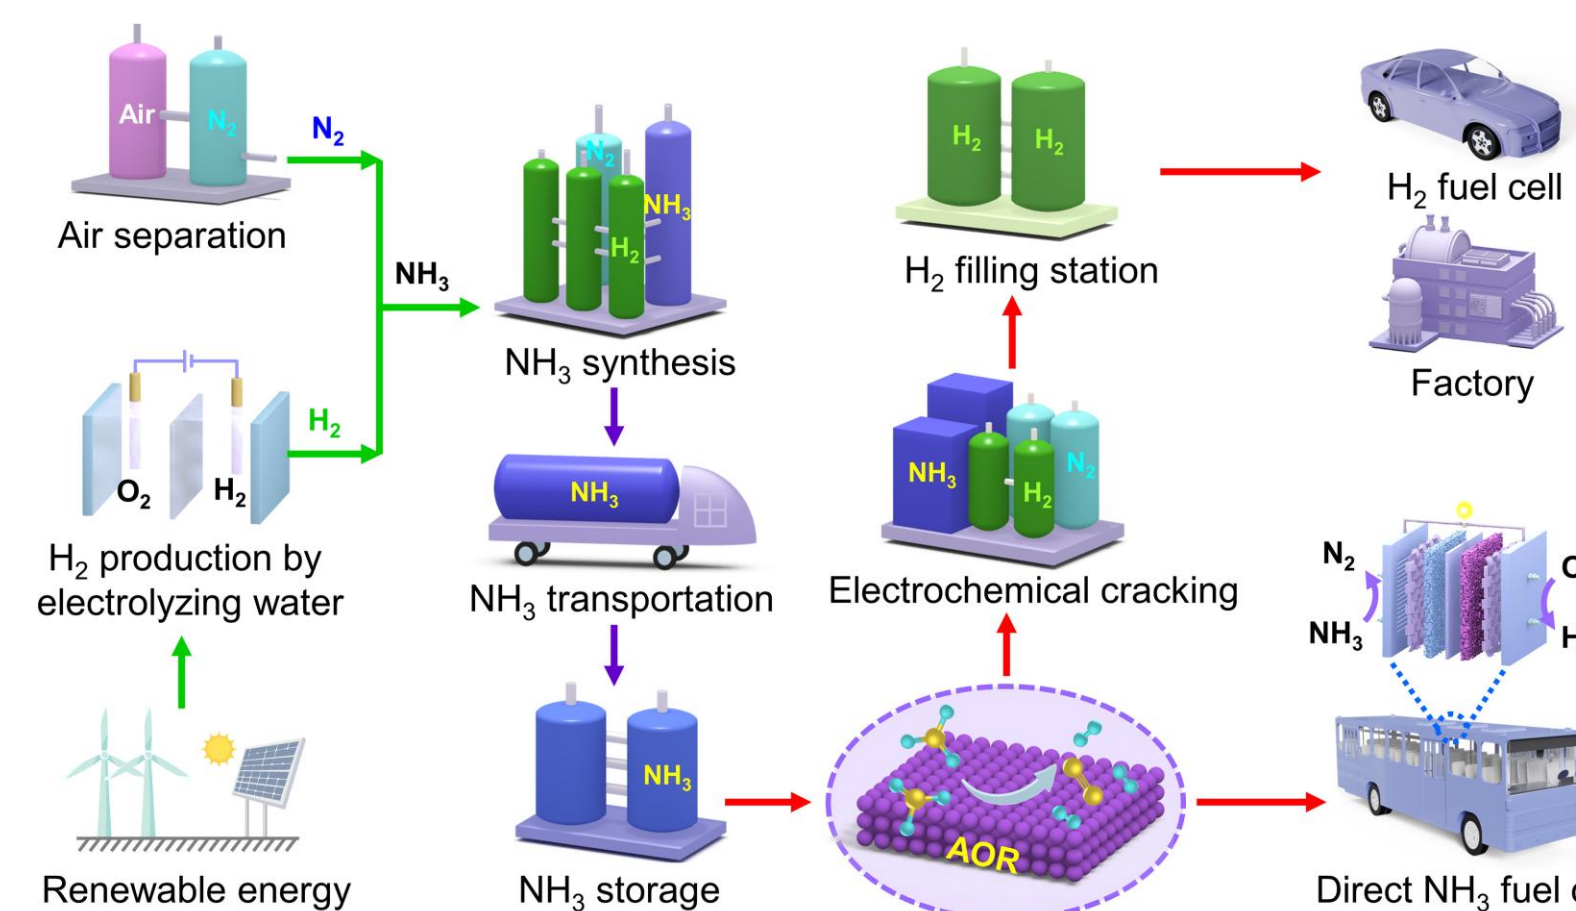 Air
N₂
N₂
Air separation
NH₃
N₂
NH₃
H₂
NH₃ synthesis
H₂
O₂
H₂
H₂ production by
electrolyzing water
Renewable energy
NH₃
NH₃ transportation
NH₃
NH₃ storage
H₂
H₂
H₂ filling station
NH₃
H₂
N₂
Electrochemical cracking
AOR
H₂ fuel cell
Factory
N₂
NH₃
Direct NH₃ fuel